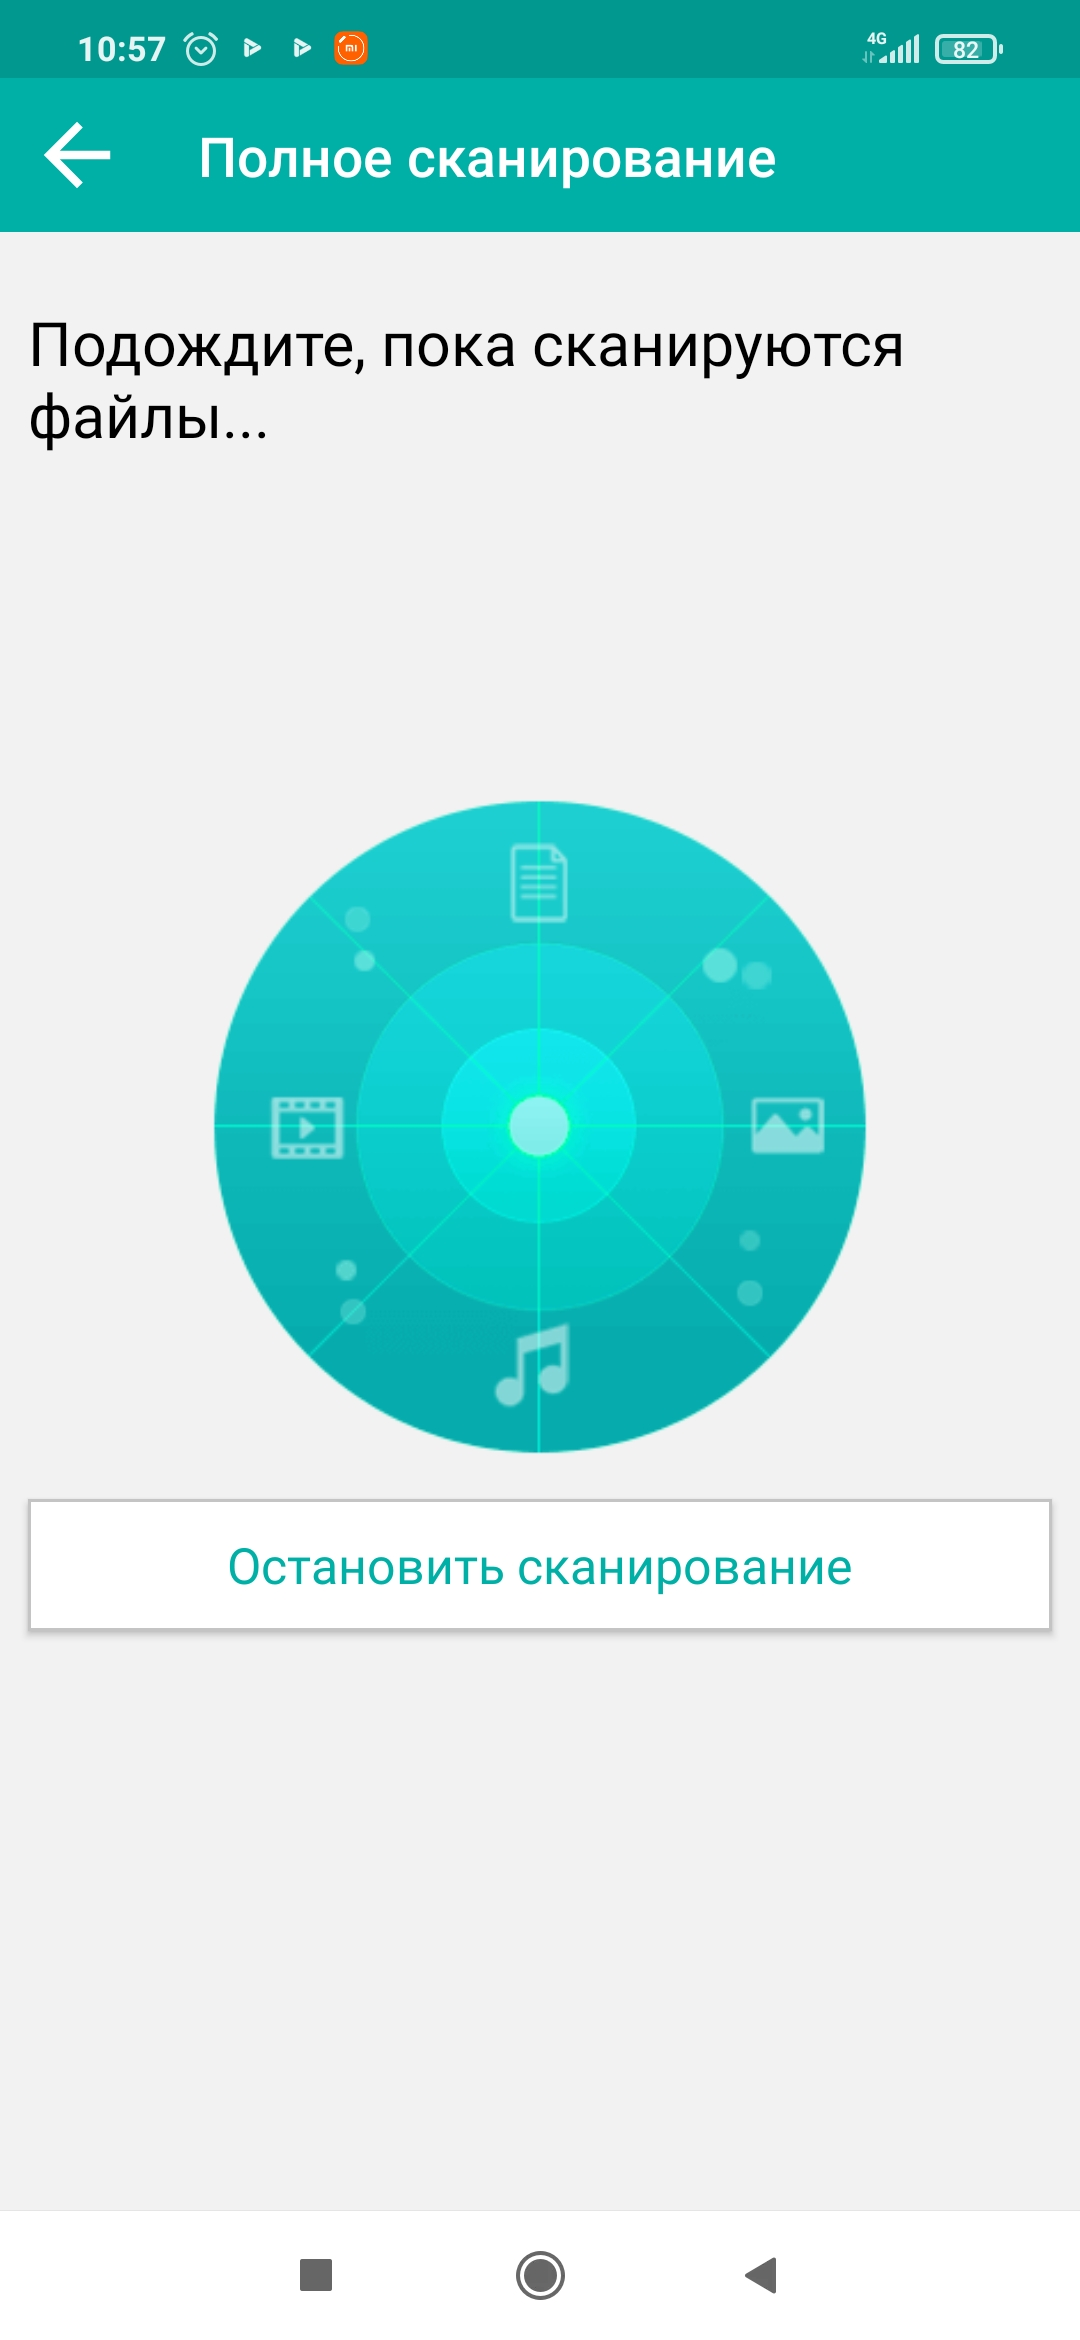 10:57
4G
82
Полное сканирование
Подождите, пока сканируются
файлы...
Остановить сканирование